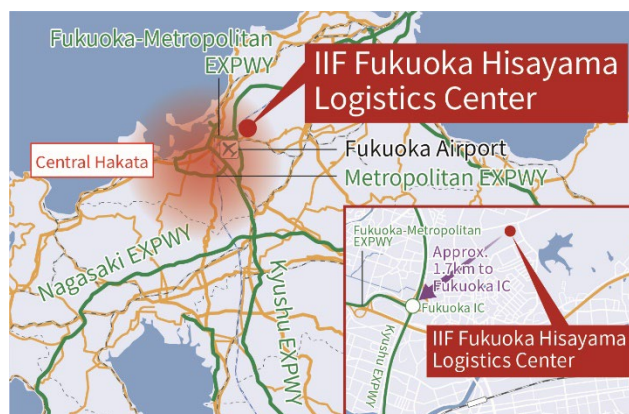 Fukuoka-Metropolitan
EXPWY
IIF Fukuoka Hisayama
Logistics Center
Central Hakata
Fukuoka Airport
Metropolitan EXPWY
Nagasaki EXPWY
Kyushu EXPWY
Fukuoka-Metropolitan
EXPWY
Approx.
1.7km to
Fukuoka IC
Fukuoka IC
Kyushu EXPWY
IIF Fukuoka Hisayama
Logistics Center